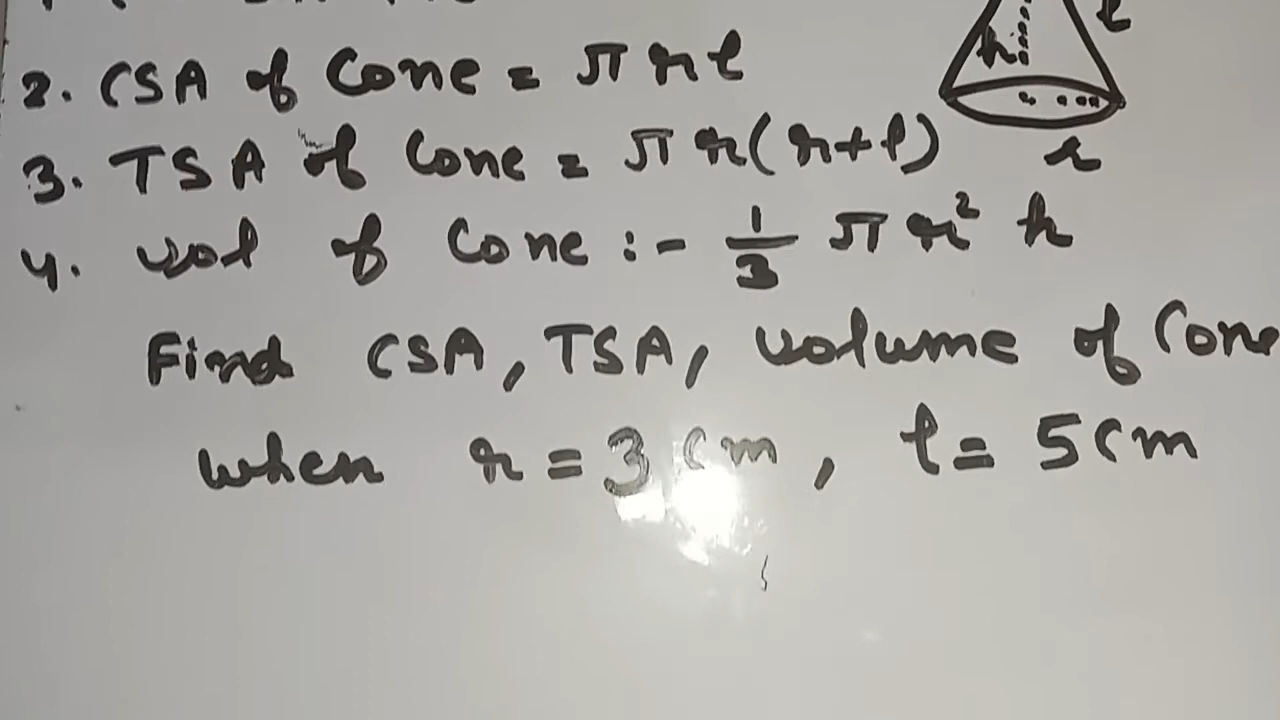 2. CSA of Cone = π r l
3. TSA of Cone = π r (r+l)
4. vol of Cone :- 1/3 π r² h
Find CSA, TSA, volume of Cone
when r = 3 cm, l = 5 cm
h
l
r